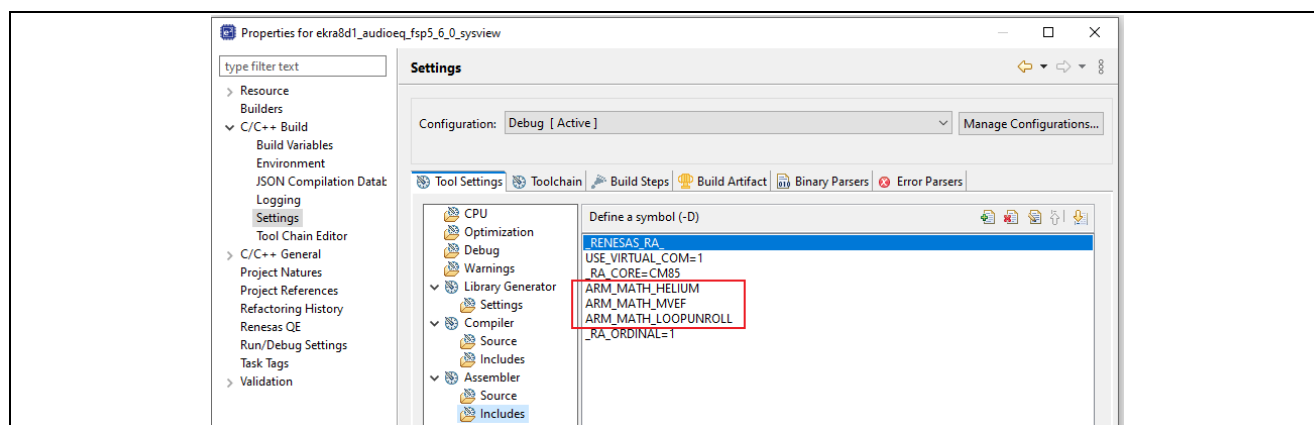 Properties for ekra8d1_audioeq_fsp5_6_0_sysview
type filter text
Resource
Builders
C/C++ Build
Build Variables
Environment
JSON Compilation Datab
Logging
Settings
Tool Chain Editor
C/C++ General
Project Natures
Project References
Refactoring History
Renesas QE
Run/Debug Settings
Task Tags
Validation
Settings
Configuration: Debug [ Active ]
Manage Configurations...
Tool Settings Toolchain Build Steps Build Artifact Binary Parsers Error Parsers
CPU
Optimization
Debug
Warnings
Library Generator
Settings
Compiler
Source
Includes
Assembler
Source
Includes
Define a symbol (-D)
_RENESAS_RA_
USE_VIRTUAL_COM=1
_RA_CORE=CM85
ARM_MATH_HELIUM
ARM_MATH_MVEF
ARM_MATH_LOOPUNROLL
_RA_ORDINAL=1